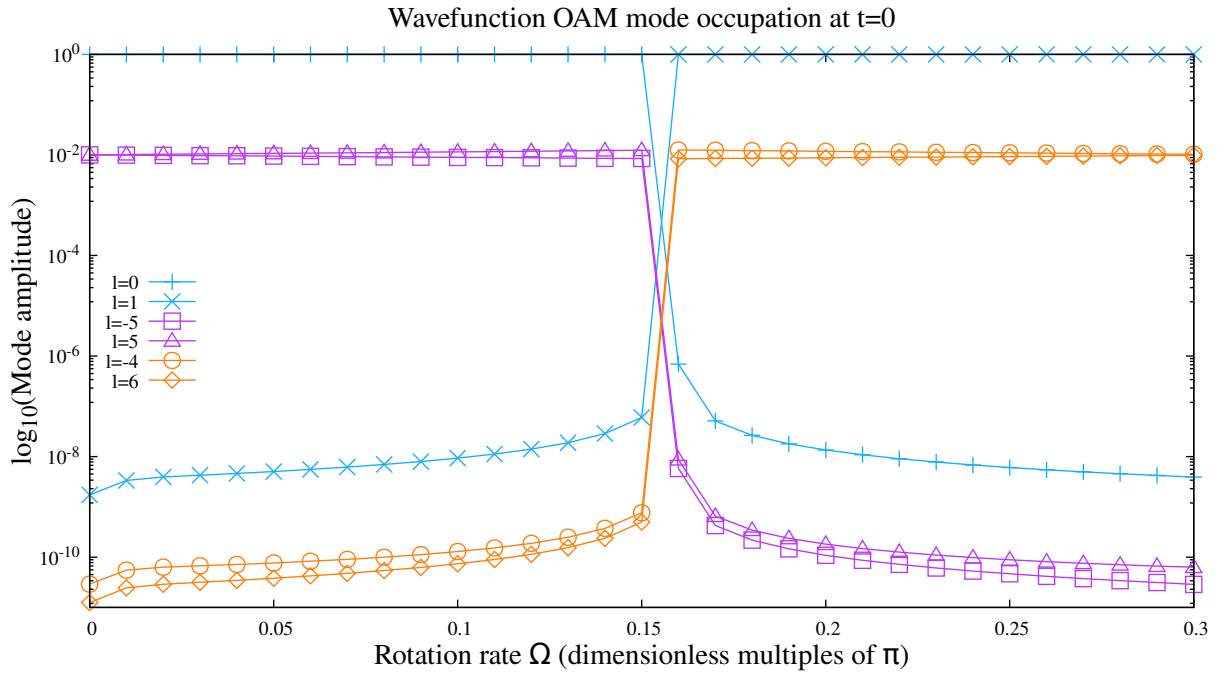 Wavefunction OAM mode occupation at t=0
log10(Mode amplitude)
10^0
10^-2
10^-4
10^-6
10^-8
10^-10
l=0
l=1
l=-5
l=5
l=-4
l=6
0 0.05 0.1 0.15 0.2 0.25 0.3
Rotation rate Ω (dimensionless multiples of π)